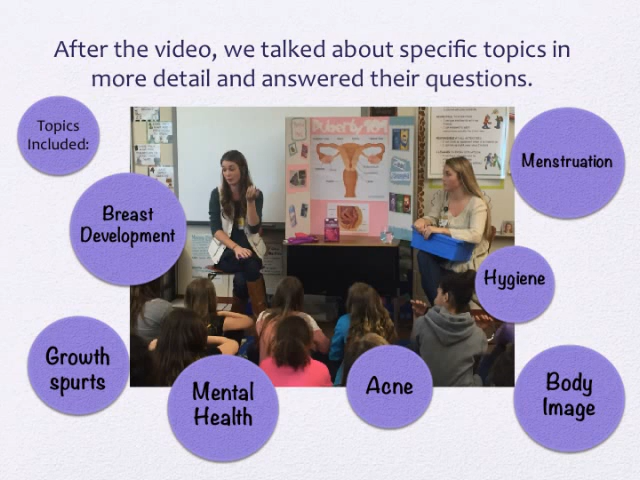 After the video, we talked about specific topics in
more detail and answered their questions.
Topics
Included:
Breast
Development
Growth
spurts
Mental
Health
Acne
Body
Image
Hygiene
Menstruation
Puberty 101